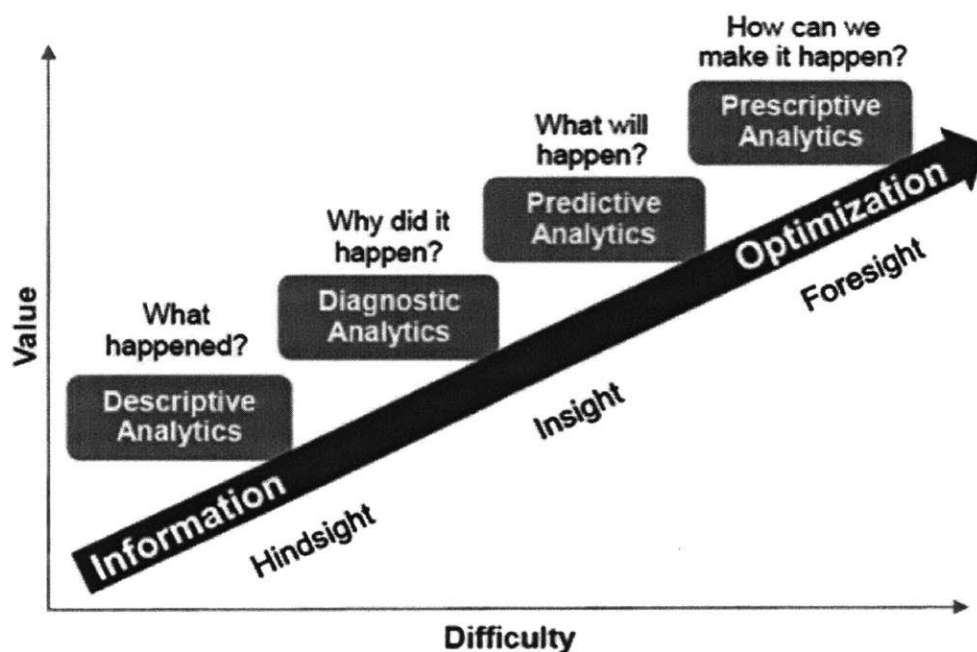 How can we
make it happen?
Prescriptive
Analytics
What will
happen?
Predictive
Analytics
Why did it
happen?
Diagnostic
Analytics
What
happened?
Descriptive
Analytics
Information
Optimization
Hindsight
Insight
Foresight
Value
Difficulty